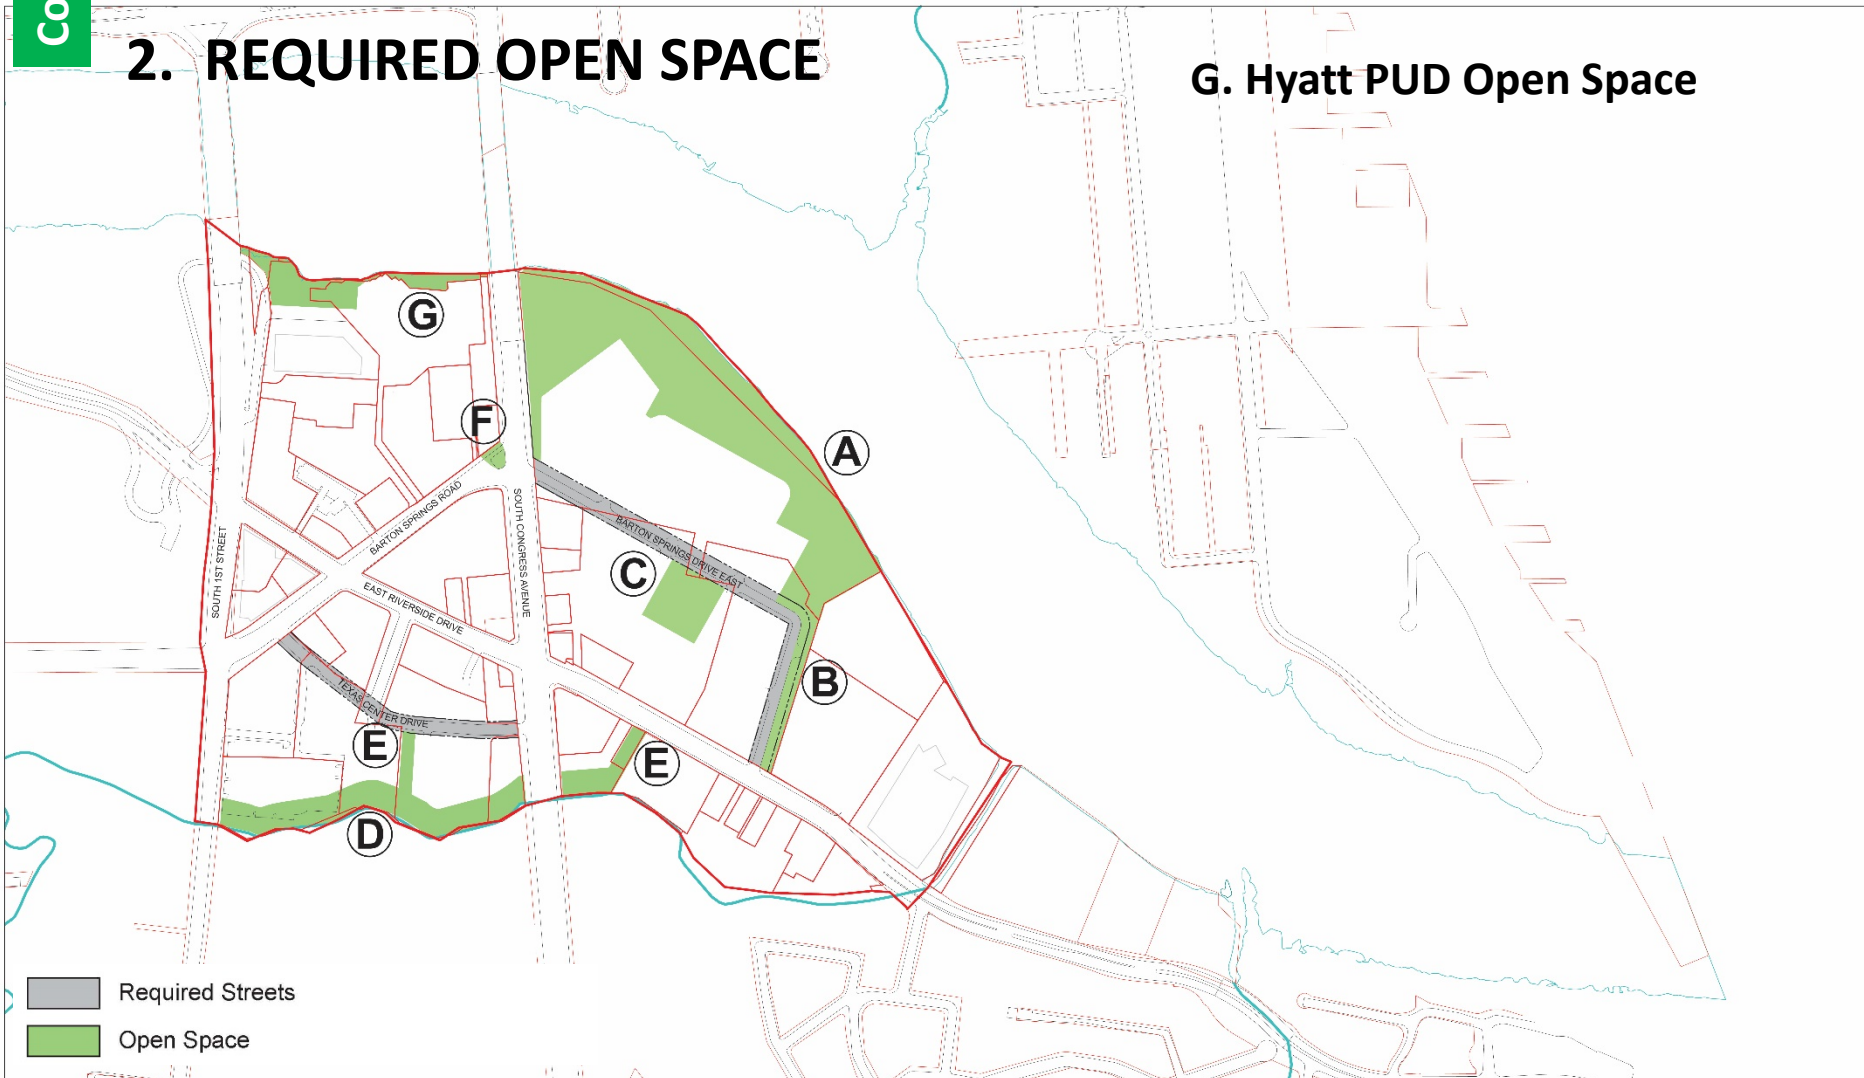 Co
2. REQUIRED OPEN SPACE
G. Hyatt PUD Open Space
G
F
A
BARTON SPRINGS ROAD
SOUTH CONGRESS AVENUE
BARTON SPRINGS DRIVE EAST
SOUTH 1ST STREET
C
EAST RIVERSIDE DRIVE
B
TEXAS CENTER DRIVE
E
E
D
Required Streets
Open Space